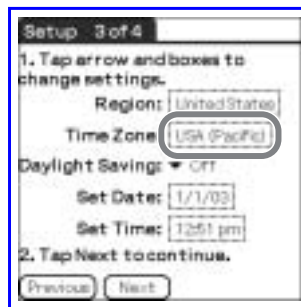 Setup 3 of 4
1. Tap arrow and boxes to
change settings.
Region: United States
Time Zone: USA (Pacific)
Daylight Saving: Off
Set Date: 1/1/03
Set Time: 12:51 pm
2. Tap Next to continue.
Previous Next